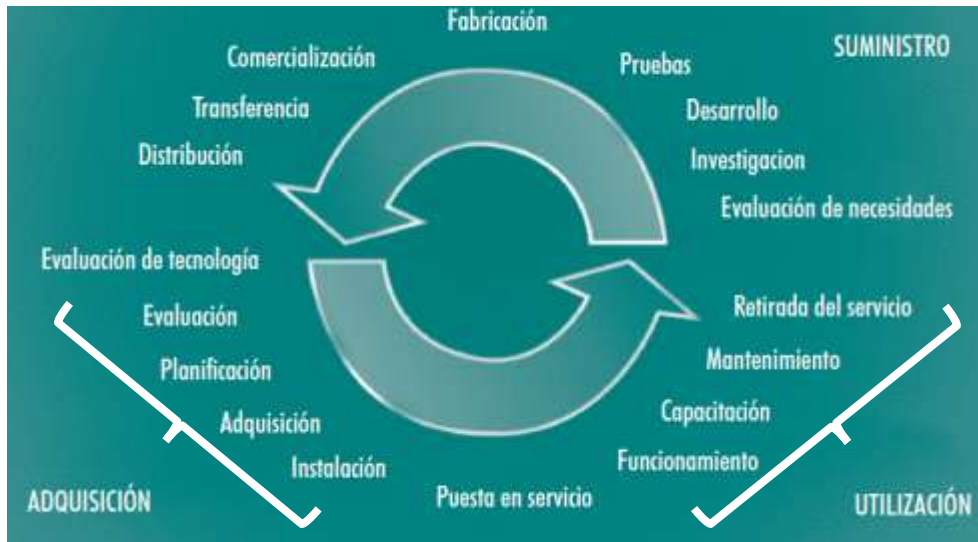 Fabricación
SUMINISTRO
Comercialización
Pruebas
Transferencia
Desarrollo
Distribución
Investigacion
Evaluación de necesidades
Evaluación de tecnología
Evaluación
Retirada del servicio
Planificación
Mantenimiento
Adquisición
Capacitación
Instalación
Funcionamiento
Puesta en servicio
ADQUISICIÓN
UTILIZACIÓN